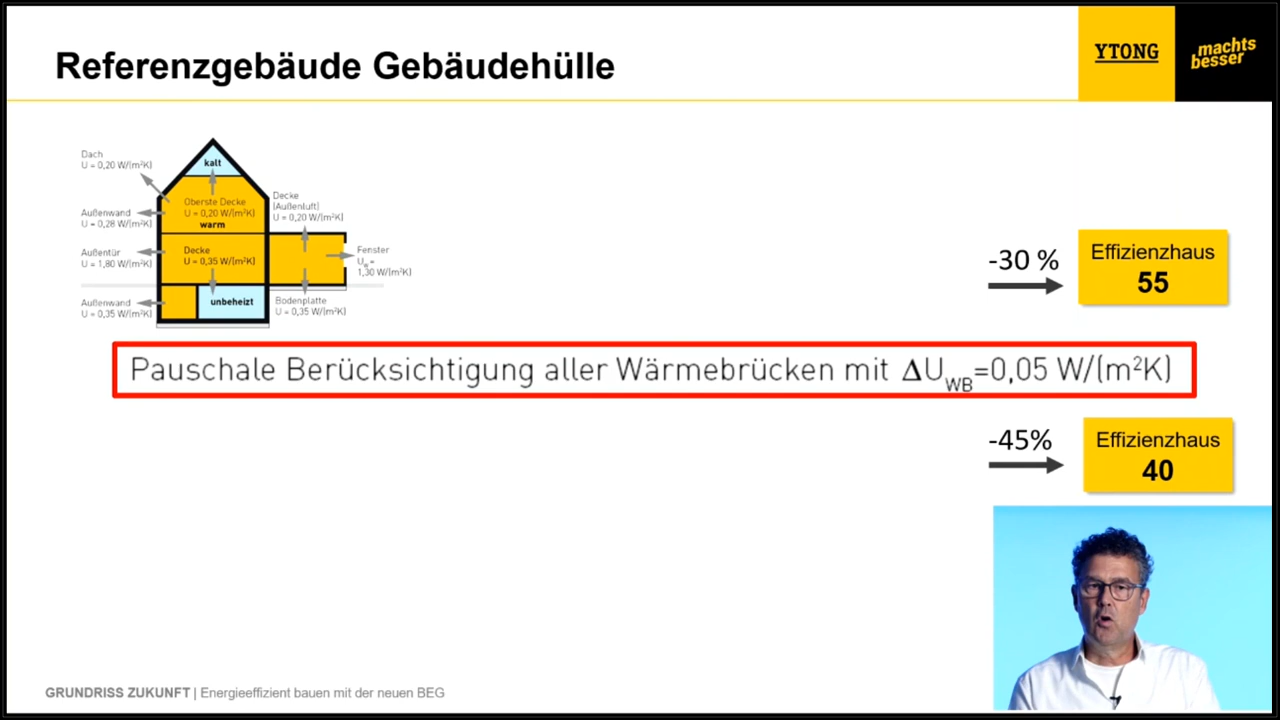 Referenzgebäude Gebäudehülle
YTONG
machts
besser
Dach
U = 0,20 W/(m²K)
kalt
Oberste Decke
U = 0,20 W/(m²K)
warm
Decke
(Außenluft)
U = 0,20 W/(m²K)
Außenwand
U = 0,28 W/(m²K)
Außentür
U = 1,80 W/(m²K)
Decke
U = 0,35 W/(m²K)
Fenster
U_w =
1,30 W/(m²K)
Außenwand
U = 0,35 W/(m²K)
unbeheizt
Bodenplatte
U = 0,35 W/(m²K)
-30 %
Effizienzhaus
55
Pauschale Berücksichtigung aller Wärmebrücken mit ΔU_WB=0,05 W/(m²K)
-45%
Effizienzhaus
40
GRUNDRISS ZUKUNFT | Energieeffizient bauen mit der neuen BEG